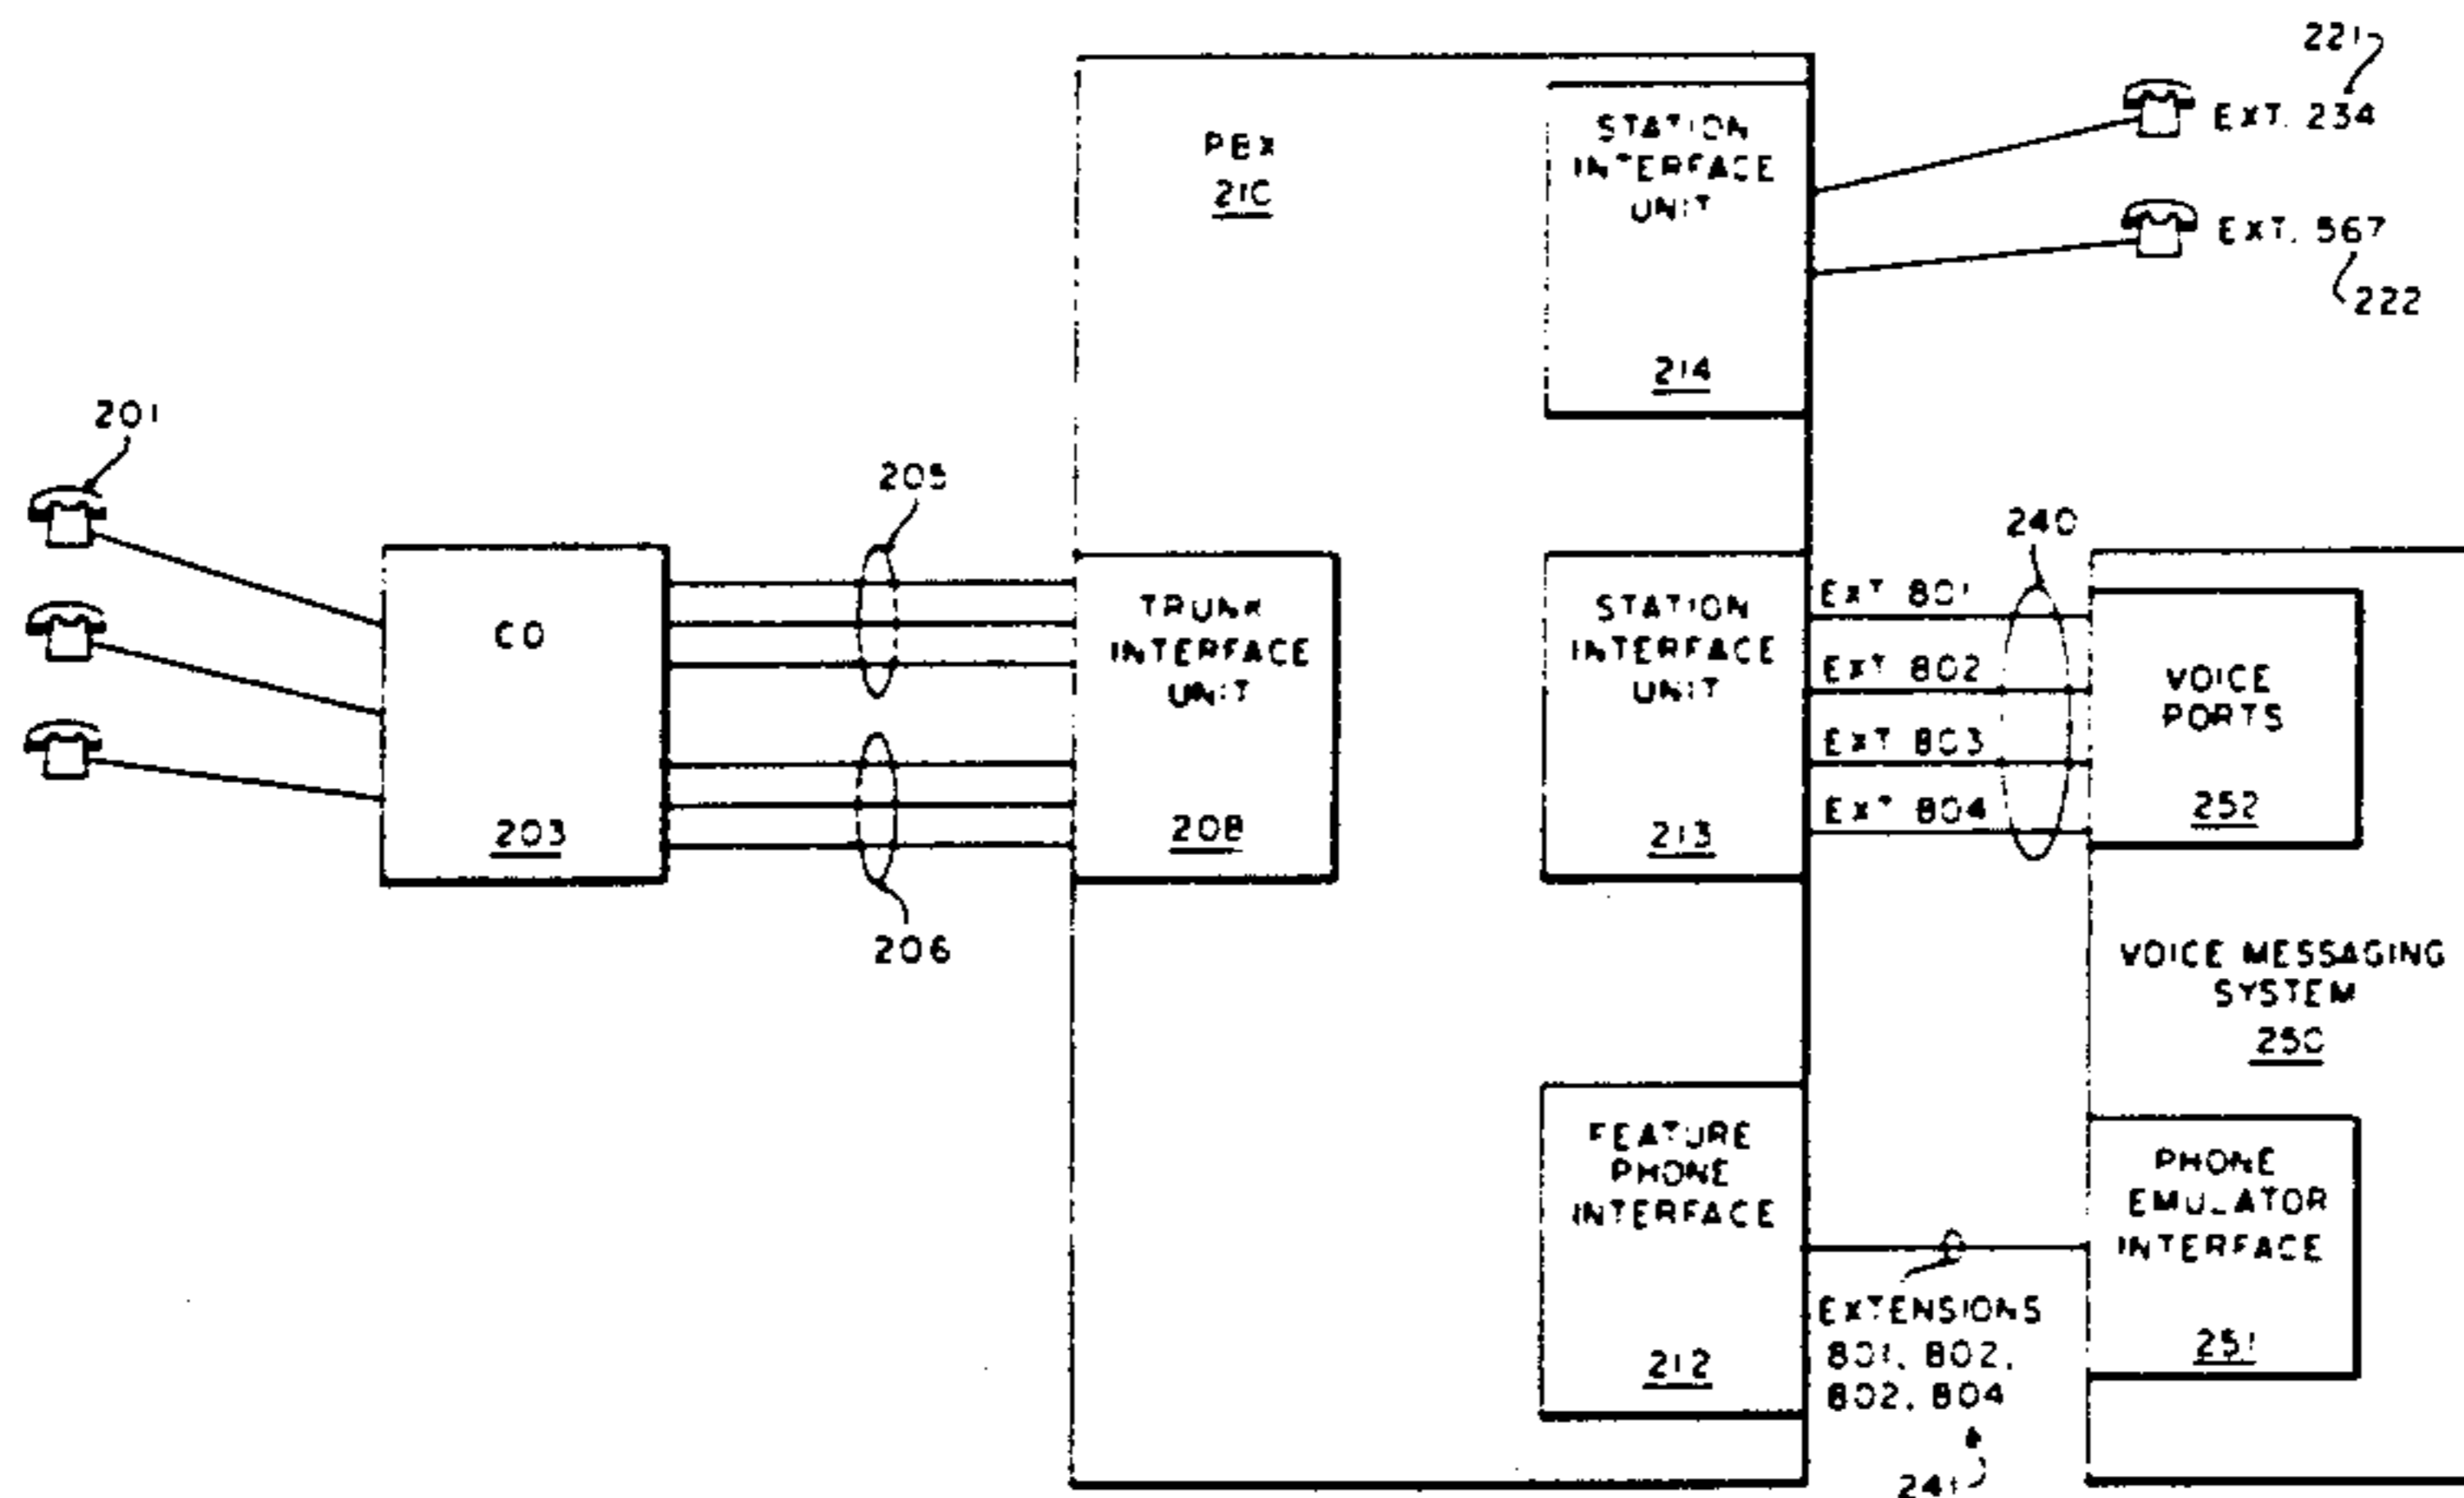 221
EXT. 234
EXT. 567
222
PBX
210
STATION
INTERFACE
UNIT
214
201
CO
203
205
206
TRUNK
INTERFACE
UNIT
208
STATION
INTERFACE
UNIT
213
240
EXT 801
EXT 802
EXT 803
EXT 804
VOICE
PORTS
252
VOICE MESSAGING
SYSTEM
250
FEATURE
PHONE
INTERFACE
212
EXTENSIONS
801, 802,
802, 804
241
PHONE
EMULATOR
INTERFACE
251